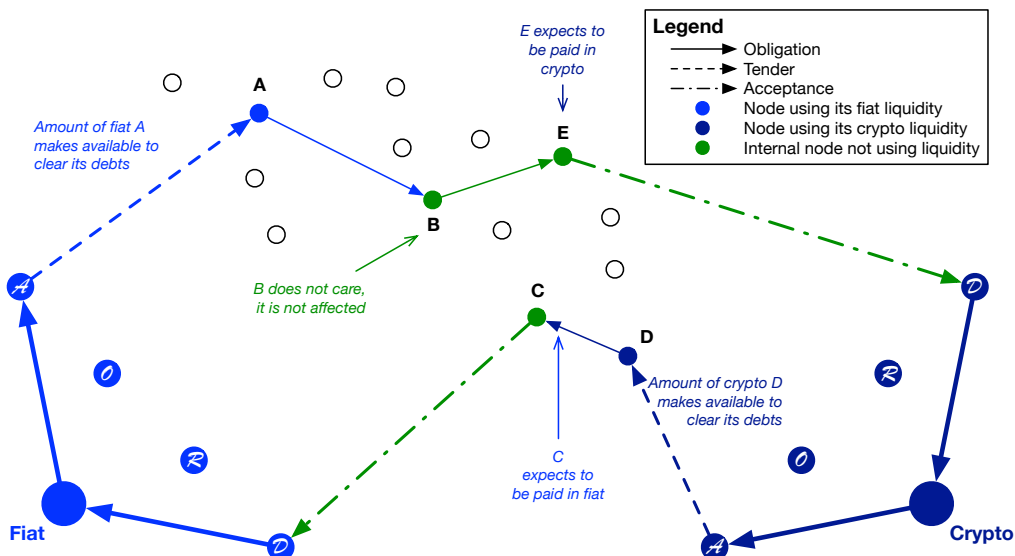 E expects to
be paid in
crypto
Legend
Obligation
Tender
Acceptance
Node using its fiat liquidity
Node using its crypto liquidity
Internal node not using liquidity
A
Amount of fiat A
makes available to
clear its debts
E
B
B does not care,
it is not affected
A
D
C
D
O
R
Amount of crypto D
makes available to
clear its debts
R
O
C
expects to
be paid in fiat
Fiat
Crypto
D
A